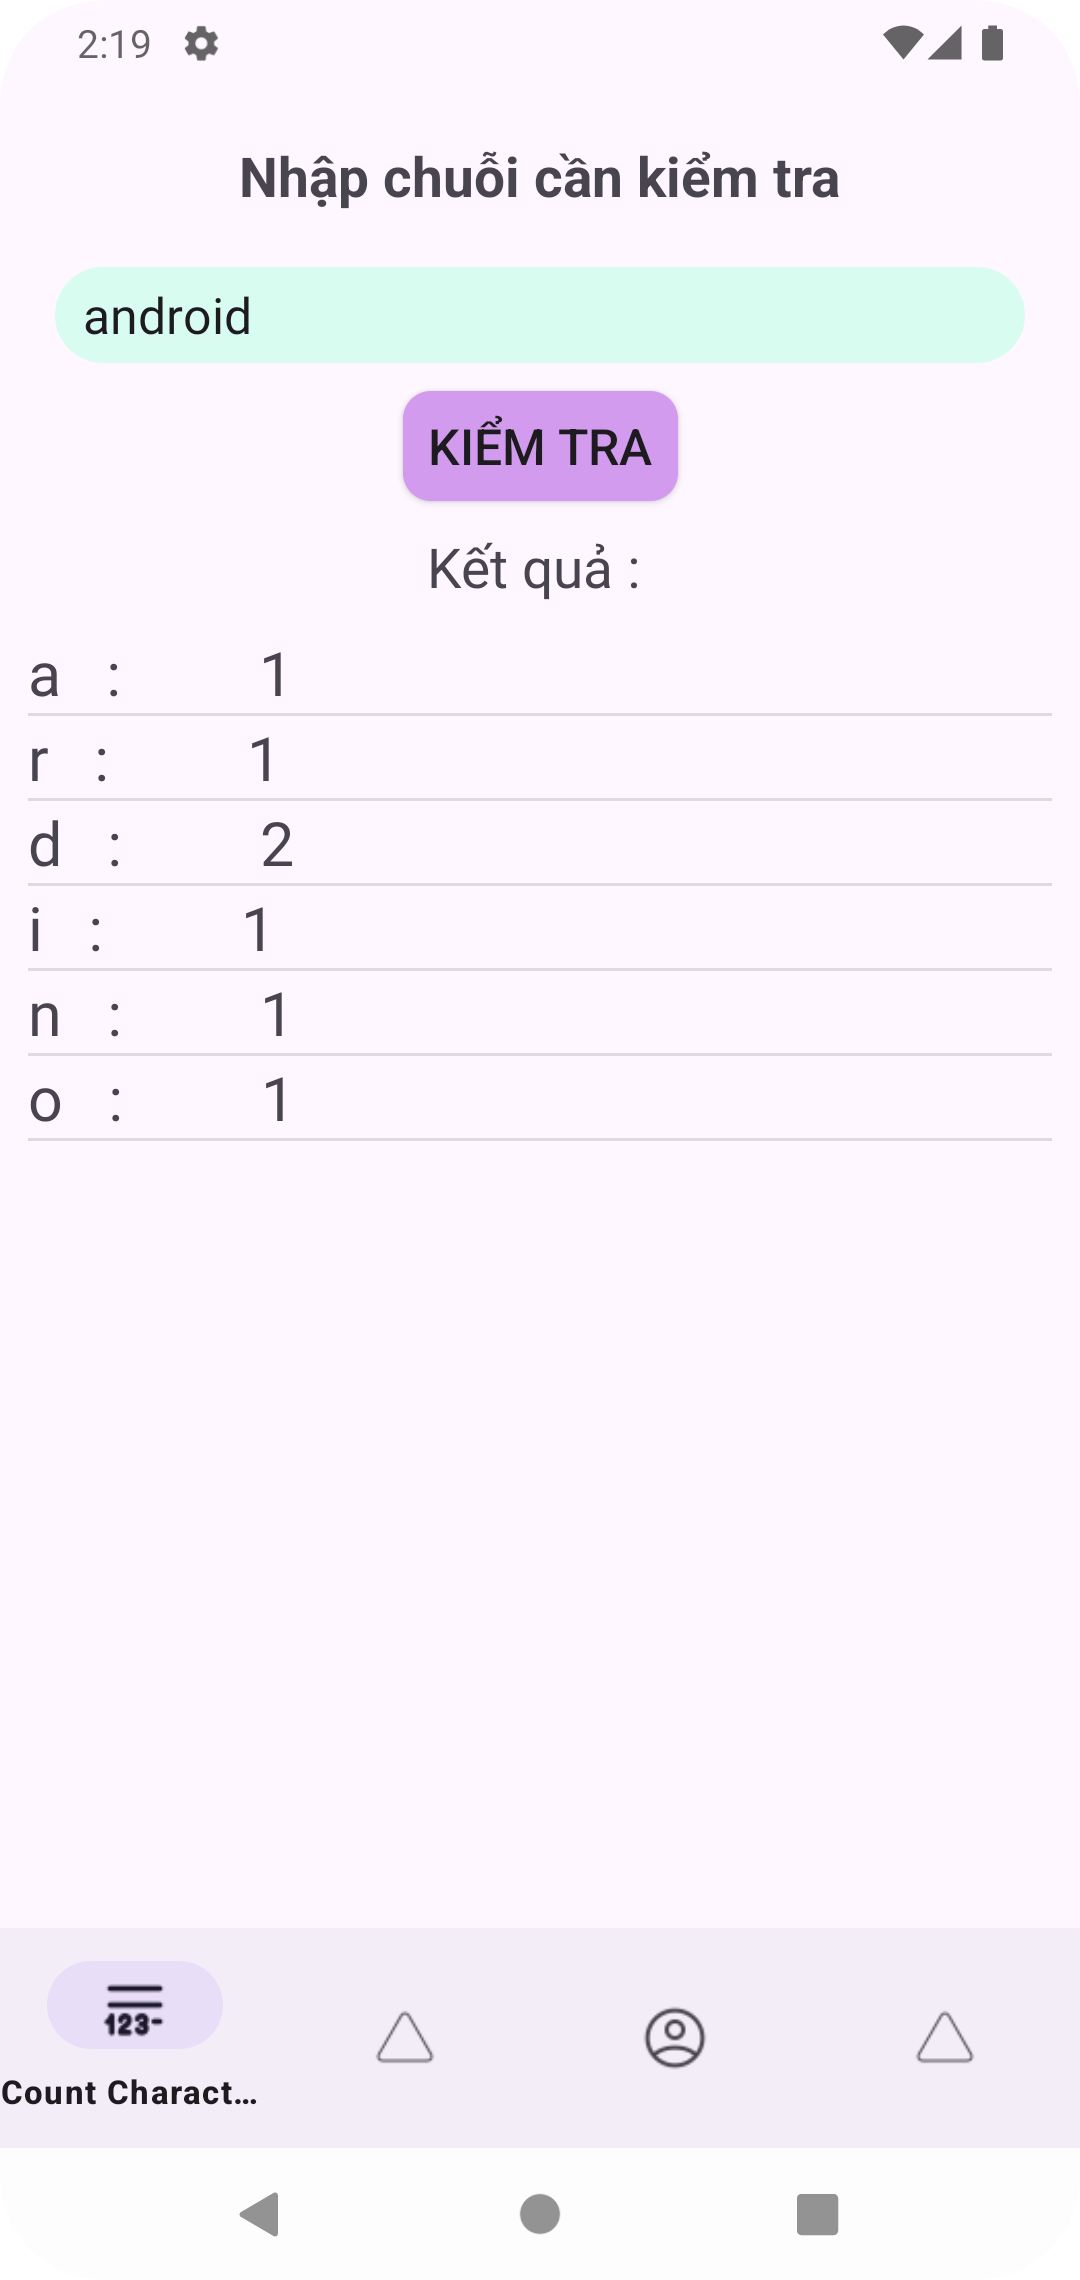 2:19
Nhập chuỗi cần kiểm tra
android
KIỂM TRA
Kết quả :
a : 1
r : 1
d : 2
i : 1
n : 1
o : 1
123-
Count Charact…